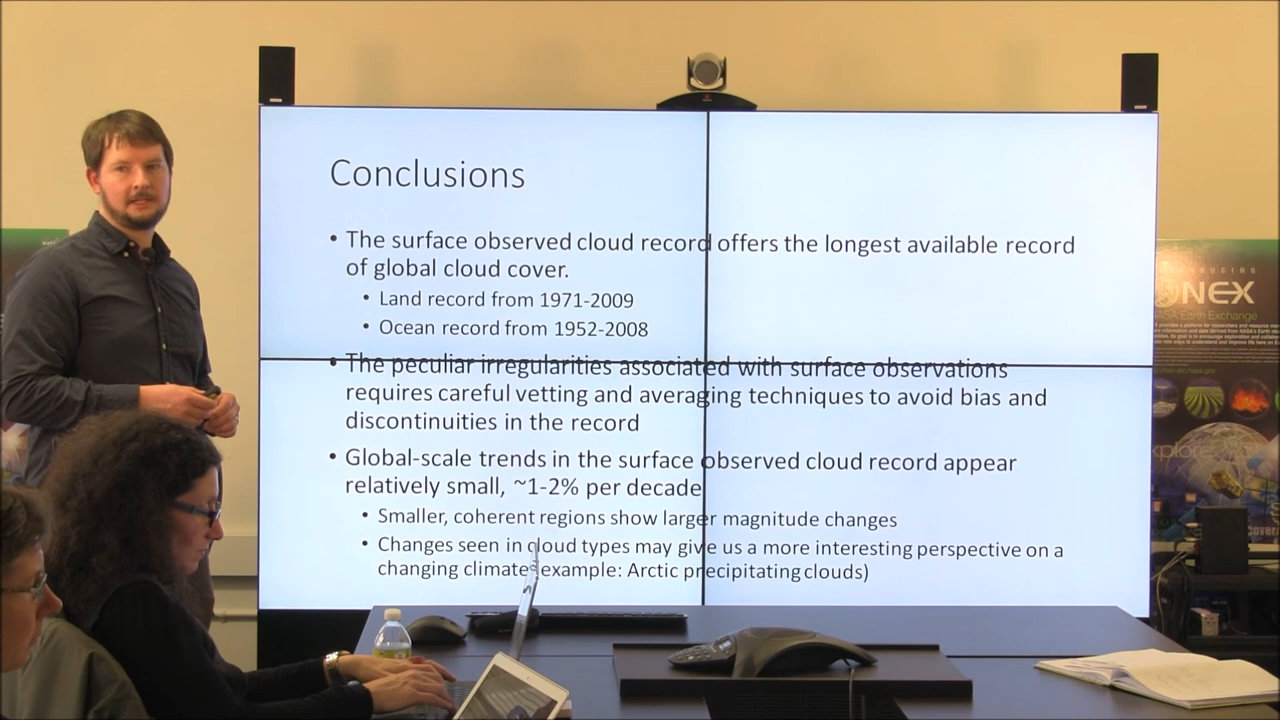 Conclusions
• The surface observed cloud record offers the longest available record
of global cloud cover.
• Land record from 1971-2009
• Ocean record from 1952-2008
• The peculiar irregularities associated with surface observations
requires careful vetting and averaging techniques to avoid bias and
discontinuities in the record
• Global-scale trends in the surface observed cloud record appear
relatively small, ~1-2% per decade
• Smaller, coherent regions show larger magnitude changes
• Changes seen in cloud types may give us a more interesting perspective on a
changing climate example: Arctic precipitating clouds)
NEX
Earth Exchange